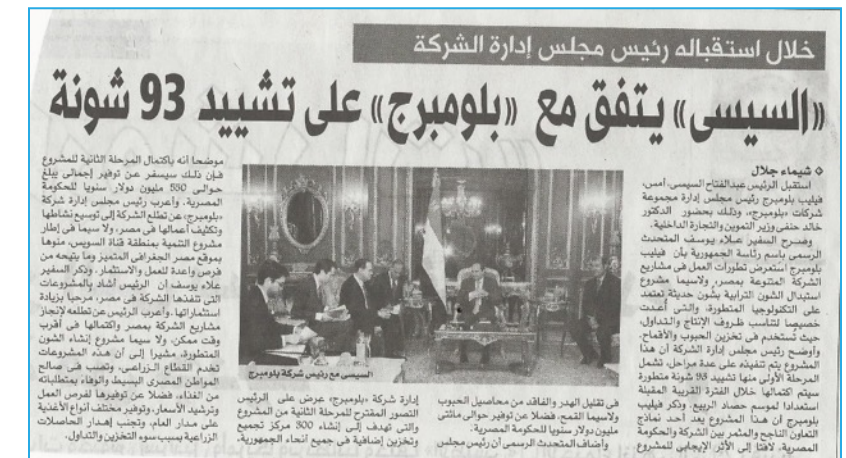 خلال استقباله رئيس مجلس إدارة الشركة
«السيسى» يتفق مع «بلومبرج» على تشييد 93 شونة
◇ شيماء جلال
استقبل الرئيس عبدالفتاح السيسى، أمس،
فيليب بلومبرج رئيس مجلس إدارة مجموعة
شركات «بلومبرج»، وذلك بحضور الدكتور
خالد حنفى وزير التموين والتجارة الداخلية.
وصرح السفير علاء يوسف المتحدث
الرسمى باسم رئاسة الجمهورية بأن فيليب
بلومبرج استعرض تطورات العمل فى مشاريع
الشركة المتنوعة بمصر، ولاسيما مشروع
استبدال الشون الترابية بشون حديثة تعتمد
على التكنولوجيا المتطورة، والتى أعدت
خصيصا لتناسب ظروف الإنتاج والتداول،
حيث تستخدم فى تخزين الحبوب والأقماح.
وأوضح رئيس مجلس إدارة الشركة أن هذا
المشروع يتم تنفيذه على عدة مراحل، تشمل
المرحلة الأولى منها تشييد 93 شونة متطورة
سيتم اكتمالها خلال الفترة القريبة المقبلة
استعدادا لموسم حصاد الربيع. وذكر فيليب
بلومبرج أن هذا المشروع يعد أحد نماذج
التعاون الناجح والمثمر بين الشركة والحكومة
المصرية، لافتا إلى الأثر الإيجابى للمشروع
السيسى مع رئيس شركة بلومبرج
فى تقليل الهدر والفاقد من محاصيل الحبوب
ولاسيما القمح، فضلا عن توفير حوالى مائتى
مليون دولار سنويا للحكومة المصرية.
وأضاف المتحدث الرسمى أن رئيس مجلس
إدارة شركة «بلومبرج»، عرض على الرئيس
التصور المقترح للمرحلة الثانية من المشروع
والتى تهدف إلى إنشاء 300 مركز تجميع
وتخزين إضافية فى جميع أنحاء الجمهورية،
موضحا أنه باكتمال المرحلة الثانية للمشروع
فإن ذلك سيسفر عن توفير إجمالى يبلغ
حوالى 550 مليون دولار سنويا للحكومة
المصرية. وأعرب رئيس مجلس إدارة شركة
«بلومبرج» عن تطلع الشركة إلى توسيع نشاطها
وتكثيف أعمالها فى مصر، ولا سيما فى إطار
مشروع التنمية بمنطقة قناة السويس، منوها
بموقع مصر الجغرافى المتميز وما يتيحه من
فرص واعدة للعمل والاستثمار. وذكر السفير
علاء يوسف أن الرئيس أشاد بالمشروعات
التى تنفذها الشركة فى مصر، مرحبا بزيادة
استثماراتها. وأعرب الرئيس عن تطلعه لإنجاز
مشاريع الشركة بمصر واكتمالها فى أقرب
وقت ممكن، ولا سيما مشروع إنشاء الشون
المتطورة، مشيرا إلى أن هذه المشروعات
تخدم القطاع الزراعى، وتصب فى صالح
المواطن المصرى البسيط والوفاء بمتطلباته
من الغذاء، فضلا عن توفيرها لفرص العمل
وترشيد الأسعار، وتوفير مختلف أنواع الأغذية
على مدار العام، وتجنب إهدار الحاصلات
الزراعية بسبب سوء التخزين والتداول.